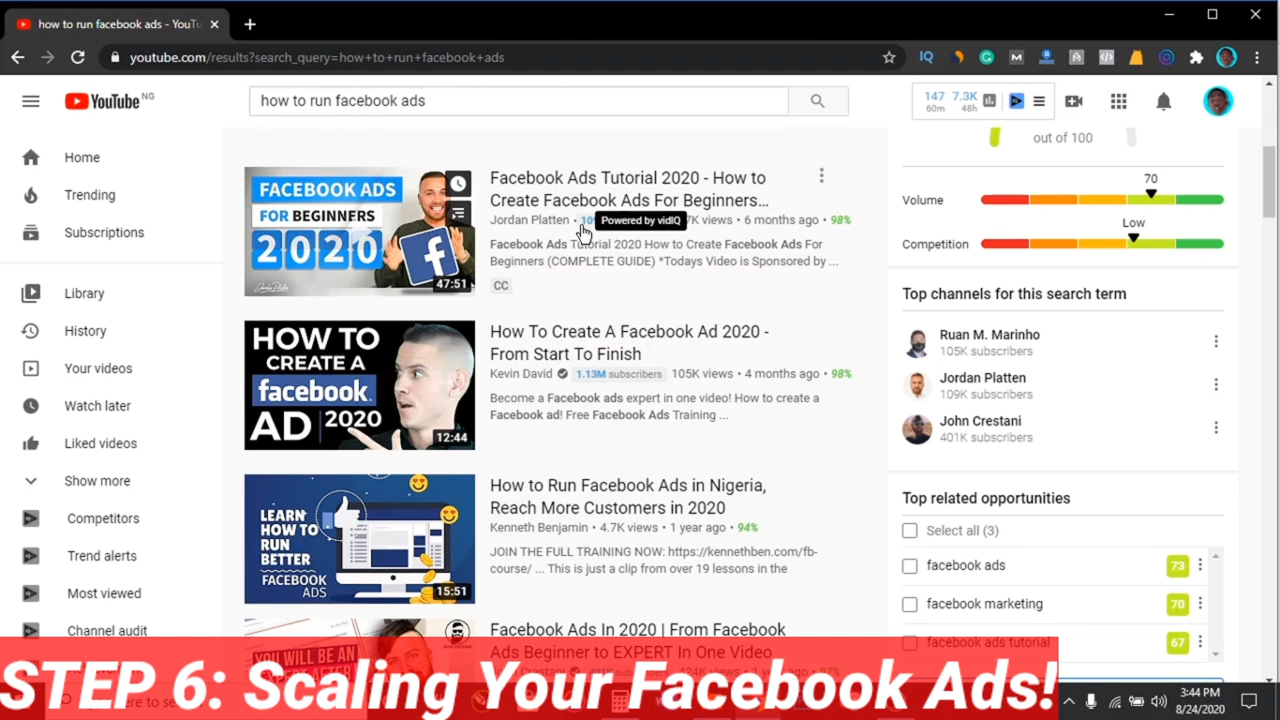 how to run facebook ads - YouTu
youtube.com/results?search_query=how+to+run+facebook+ads
YouTube NG
how to run facebook ads
147 7.3K
60m 48h
Home
Trending
Subscriptions
Library
History
Your videos
Watch later
Liked videos
Show more
Competitors
Trend alerts
Most viewed
Channel audit
FACEBOOK ADS
FOR BEGINNERS
2020
47:51
Facebook Ads Tutorial 2020 - How to
Create Facebook Ads For Beginners...
Jordan Platten • Powered by vidIQ 7K views • 6 months ago • 98%
Facebook Ads Tutorial 2020 How to Create Facebook Ads For
Beginners (COMPLETE GUIDE) *Todays Video is Sponsored by ...
CC
HOW TO
CREATE A
facebook
AD 2020
12:44
How To Create A Facebook Ad 2020 -
From Start To Finish
Kevin David 1.13M subscribers 105K views • 4 months ago • 98%
Become a Facebook ads expert in one video! How to create a
Facebook ad! Free Facebook Ads Training ...
LEARN
HOW TO
RUN
BETTER
FACEBOOK
ADS
15:51
How to Run Facebook Ads in Nigeria,
Reach More Customers in 2020
Kenneth Benjamin • 4.7K views • 1 year ago • 94%
JOIN THE FULL TRAINING NOW: https://kennethben.com/fb-
course/ ... This is just a clip from over 19 lessons in the
YOU WILL BE AN
Facebook Ads In 2020 | From Facebook
Ads Beginner to EXPERT In One Video
out of 100
70
Volume
Low
Competition
Top channels for this search term
Ruan M. Marinho
105K subscribers
Jordan Platten
109K subscribers
John Crestani
401K subscribers
Top related opportunities
Select all (3)
facebook ads 73
facebook marketing 70
facebook ads tutorial 67
STEP 6: Scaling Your Facebook Ads!
3:44 PM
8/24/2020